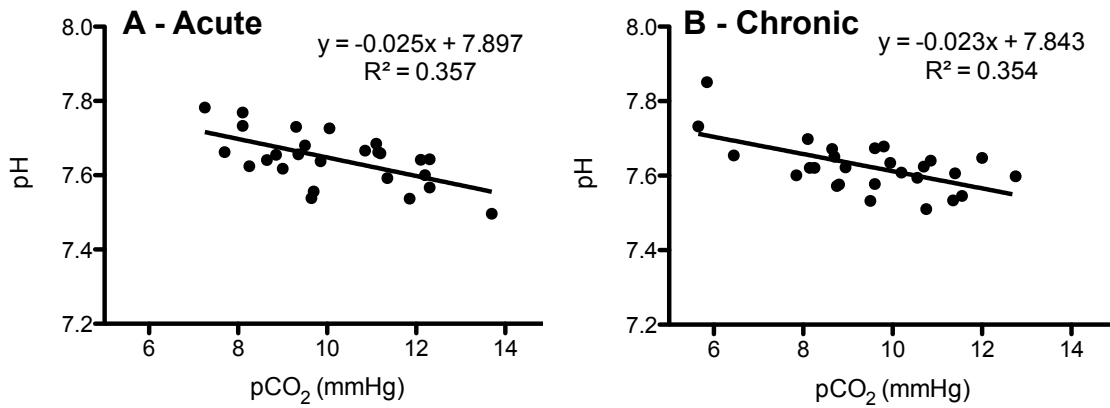 A - Acute
y = -0.025x + 7.897
R² = 0.357
8.0
7.8
7.6
7.4
7.2
pH
6 8 10 12 14
pCO₂ (mmHg)
B - Chronic
y = -0.023x + 7.843
R² = 0.354
8.0
7.8
7.6
7.4
7.2
pH
6 8 10 12 14
pCO₂ (mmHg)